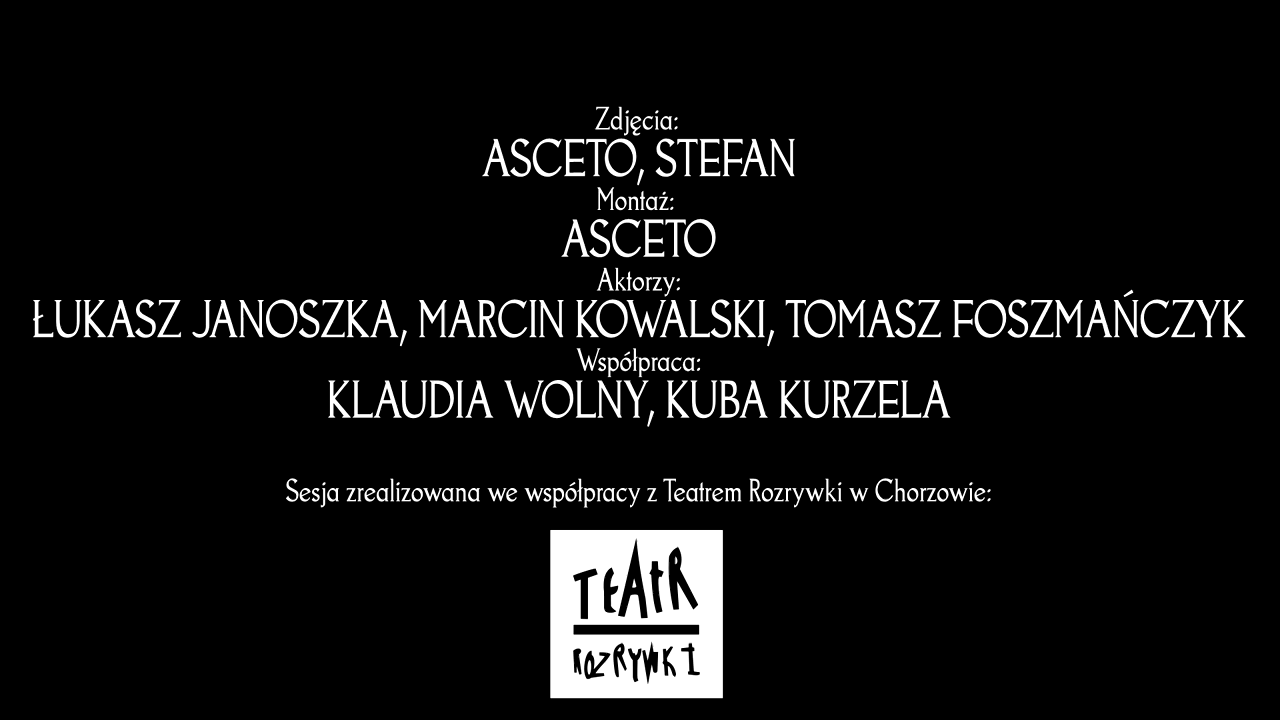 Zdjęcia:
ASCETO, STEFAN
Montaż:
ASCETO
Aktorzy:
ŁUKASZ JANOSZKA, MARCIN KOWALSKI, TOMASZ FOSZMAŃCZYK
Współpraca:
KLAUDIA WOLNY, KUBA KURZELA
Sesja zrealizowana we współpracy z Teatrem Rozrywki w Chorzowie:
TEATR
ROZRYWKI